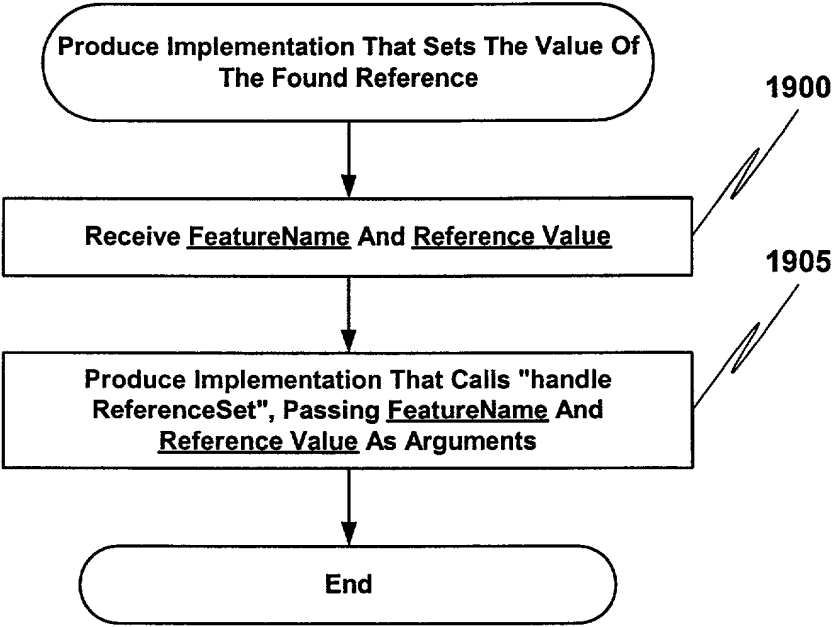 Produce Implementation That Sets The Value Of
The Found Reference
1900
Receive FeatureName And Reference Value
1905
Produce Implementation That Calls "handle
ReferenceSet", Passing FeatureName And
Reference Value As Arguments
End